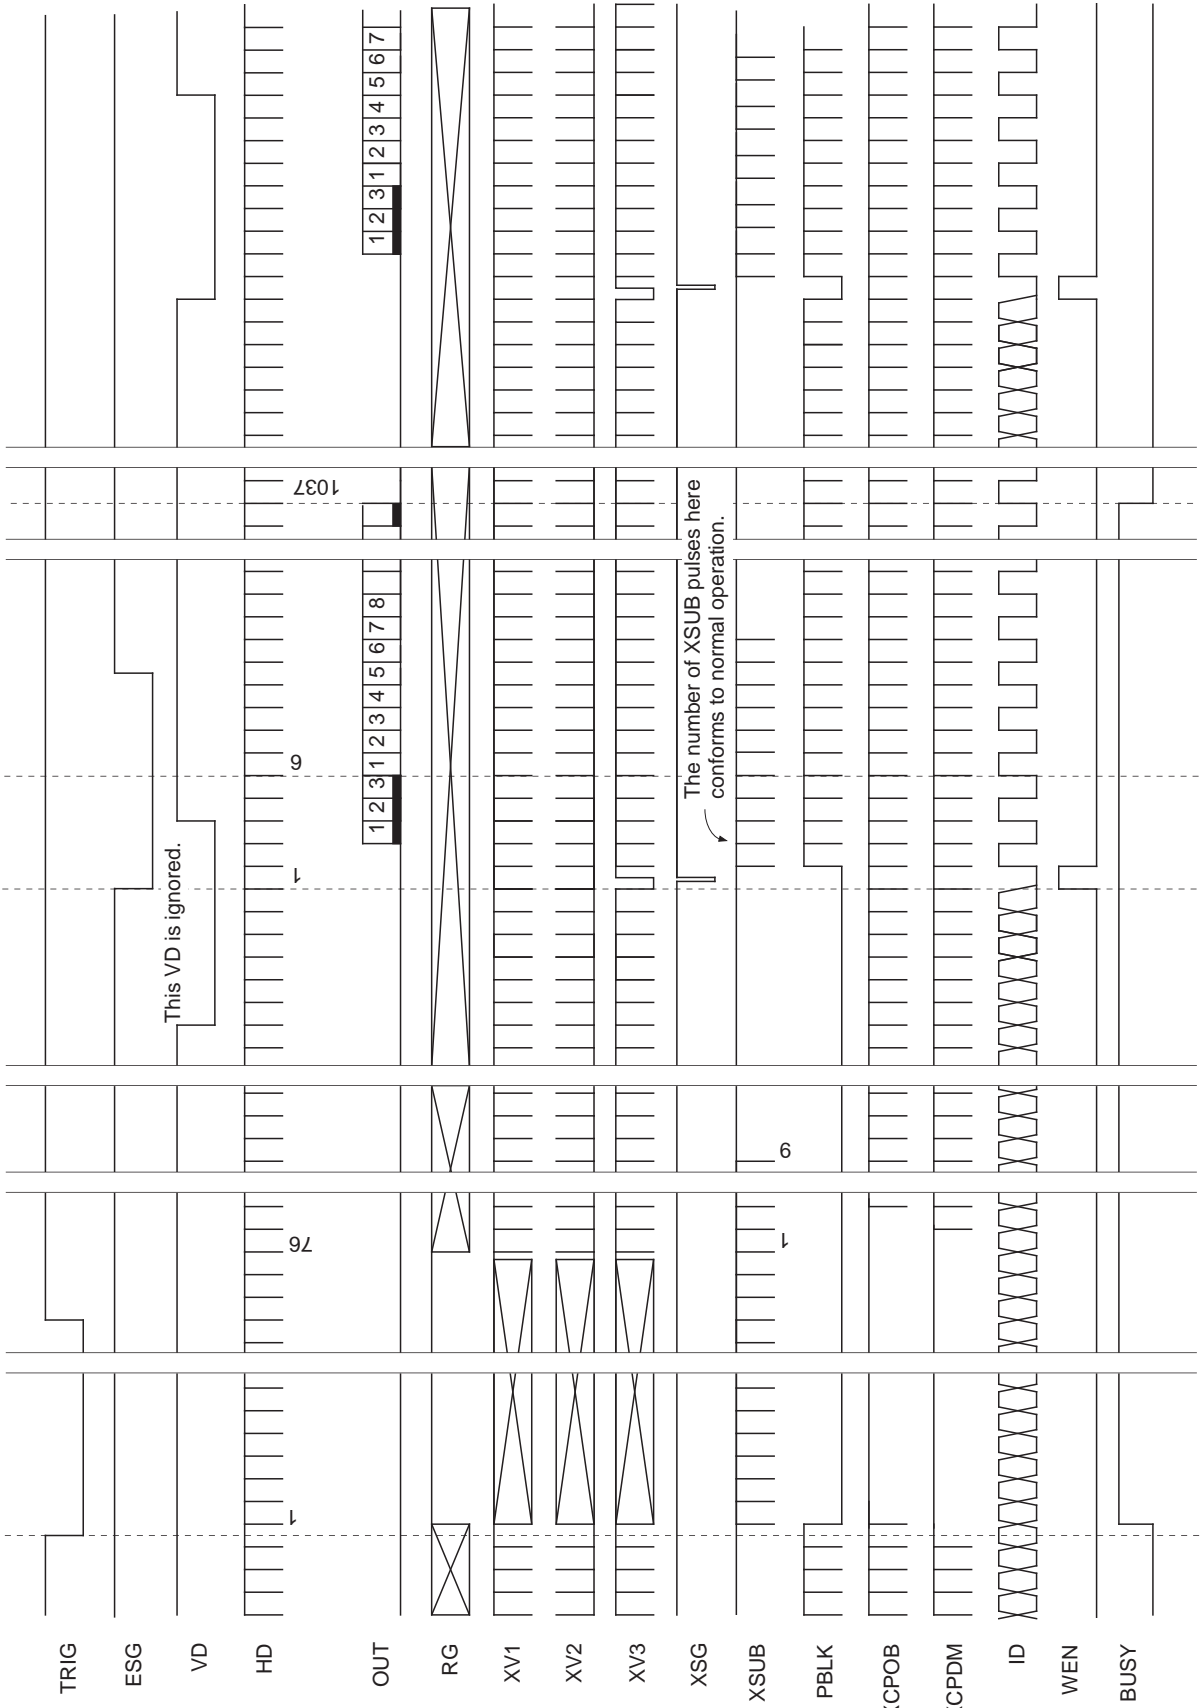 TRIG
ESG
VD
This VD is ignored.
HD
1
76
1
6
1037
OUT
1 2 3 1 2 3 4 5 6 7 8
1 2 3 1 2 3 4 5 6 7
RG
XV1
XV2
XV3
XSG
The number of XSUB pulses here
conforms to normal operation.
XSUB
1
9
PBLK
XCPOB
XCPDM
ID
WEN
BUSY